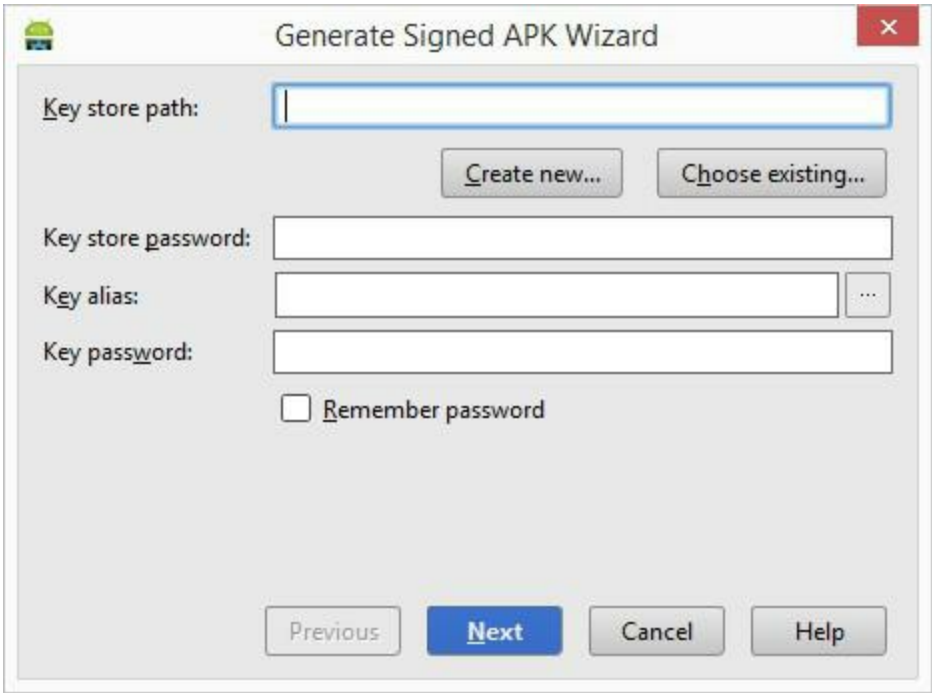 Generate Signed APK Wizard
Key store path:
Create new... Choose existing...
Key store password:
Key alias: ...
Key password:
Remember password
Previous Next Cancel Help